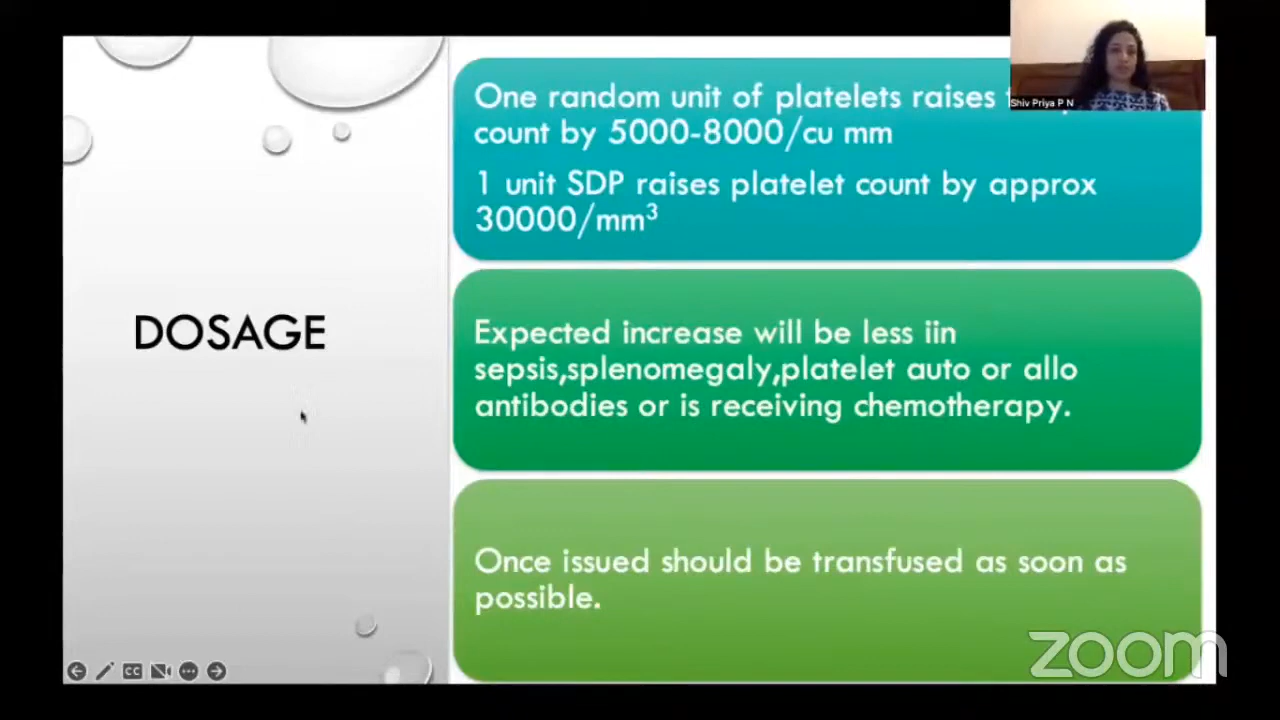 Shiv Priya P N
DOSAGE
One random unit of platelets raises
count by 5000-8000/cu mm
1 unit SDP raises platelet count by approx
30000/mm³
Expected increase will be less iin
sepsis,splenomegaly,platelet auto or allo
antibodies or is receiving chemotherapy.
Once issued should be transfused as soon as
possible.
CC
zoom